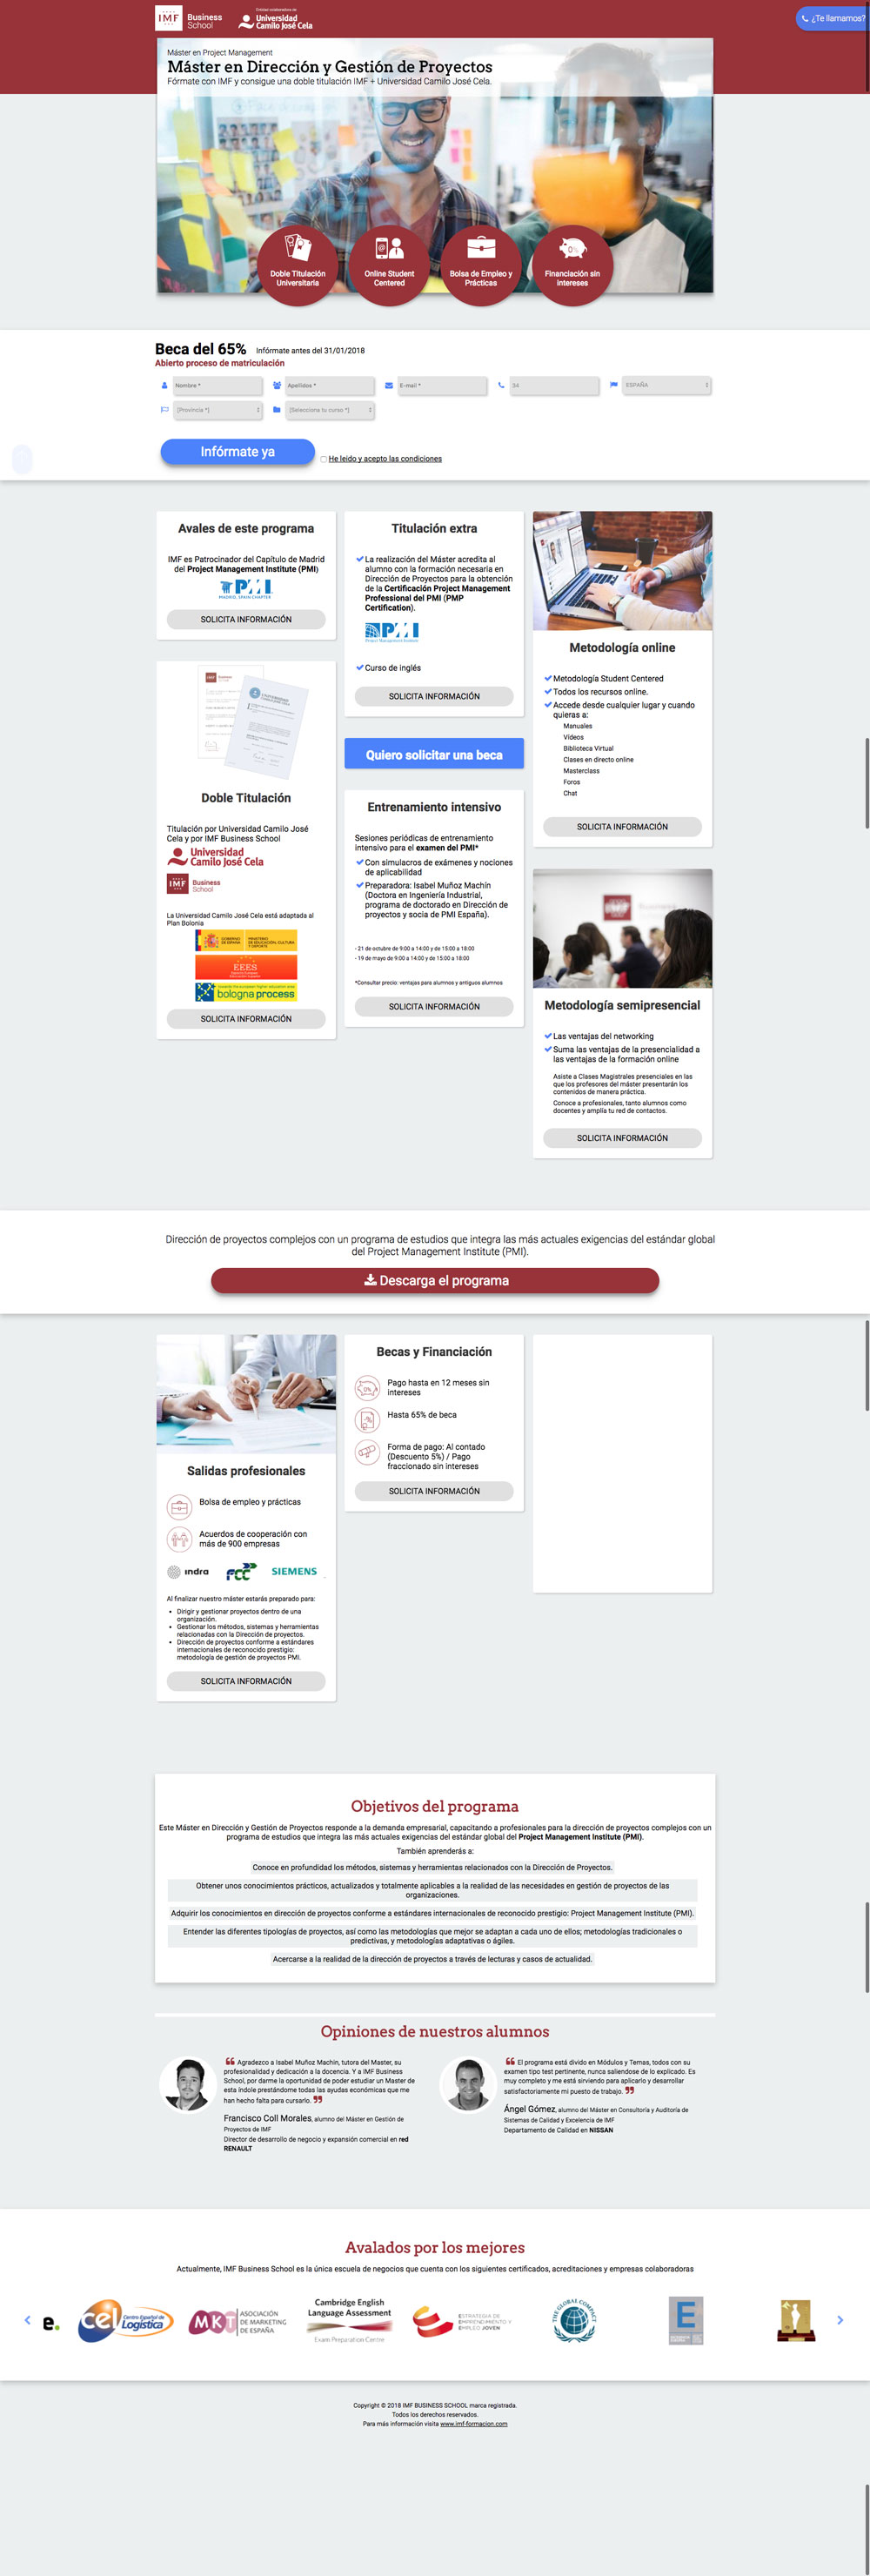 IMF Business School
Entidad colaboradora de
Universidad
Camilo José Cela
¿Te llamamos?
Máster en Project Management
Máster en Dirección y Gestión de Proyectos
Fórmate con IMF y consigue una doble titulación IMF + Universidad Camilo José Cela.
Doble Titulación
Universitaria
Online Student
Centered
Bolsa de Empleo y
Prácticas
0%
Financiación sin
intereses
Beca del 65% Infórmate antes del 31/01/2018
Abierto proceso de matriculación
Nombre *
Apellidos *
E-mail *
34
ESPAÑA
[Provincia *]
[Seleccione tu curso *]
Infórmate ya
He leido y acepto las condiciones
Avales de este programa
IMF es Patrocinador del Capítulo de Madrid
del Project Management Institute (PMI)
PMI
MADRID, SPAIN CHAPTER
SOLICITA INFORMACIÓN
Doble Titulación
Titulación por Universidad Camilo José
Cela y por IMF Business School
Universidad
Camilo José Cela
IMF Business
School
La Universidad Camilo José Cela está adaptada al
Plan Bolonia
GOBIERNO
DE ESPAÑA
MINISTERIO
DE EDUCACIÓN, CULTURA
Y DEPORTE
EEES
bologna process
SOLICITA INFORMACIÓN
Titulación extra
La realización del Máster acredita al
alumno con la formación necesaria en
Dirección de Proyectos para la obtención
de la Certificación Project Management
Professional del PMI (PMP
Certification).
PMI
Project Management Institute
Curso de inglés
SOLICITA INFORMACIÓN
Quiero solicitar una beca
Entrenamiento intensivo
Sesiones periódicas de entrenamiento
intensivo para el examen del PMI*
Con simulacros de exámenes y nociones
de aplicabilidad
Preparadora: Isabel Muñoz Machín
(Doctora en Ingeniería Industrial,
programa de doctorado en Dirección de
proyectos y socia de PMI España).
- 21 de octubre de 9:00 a 14:00 y de 15:00 a 18:00
- 19 de mayo de 9:00 a 14:00 y de 15:00 a 18:00
*Consultar precio: ventajas para alumnos y antiguos alumnos
SOLICITA INFORMACIÓN
Metodología online
Metodología Student Centered
Todos los recursos online.
Accede desde cualquier lugar y cuando
quieras a:
Manuales
Vídeos
Biblioteca Virtual
Clases en directo online
Masterclass
Foros
Chat
SOLICITA INFORMACIÓN
Metodología semipresencial
Las ventajas del networking
Suma las ventajas de la presencialidad a
las ventajas de la formación online
Asiste a Clases Magistrales presenciales en las
que los profesores del máster presentarán los
contenidos de manera práctica.
Conoce a profesionales, tanto alumnos como
docentes y amplía tu red de contactos.
SOLICITA INFORMACIÓN
Dirección de proyectos complejos con un programa de estudios que integra las más actuales exigencias del estándar global
del Project Management Institute (PMI).
Descarga el programa
Salidas profesionales
Bolsa de empleo y prácticas
Acuerdos de cooperación con
más de 900 empresas
indra
FCC
SIEMENS
Al finalizar nuestro máster estarás preparado para:
• Dirigir y gestionar proyectos dentro de una
organización.
• Gestionar los métodos, sistemas y herramientas
relacionadas con la Dirección de proyectos.
• Dirección de proyectos conforme a estándares
internacionales de reconocido prestigio:
metodología de gestión de proyectos PMI.
SOLICITA INFORMACIÓN
Becas y Financiación
0%
Pago hasta en 12 meses sin
intereses
Hasta 65% de beca
Forma de pago: Al contado
(Descuento 5%) / Pago
fraccionado sin intereses
SOLICITA INFORMACIÓN
Objetivos del programa
Este Máster en Dirección y Gestión de Proyectos responde a la demanda empresarial, capacitando a profesionales para la dirección de proyectos complejos con un
programa de estudios que integra las más actuales exigencias del estándar global del Project Management Institute (PMI).
También aprenderás a:
Conoce en profundidad los métodos, sistemas y herramientas relacionados con la Dirección de Proyectos.
Obtener unos conocimientos prácticos, actualizados y totalmente aplicables a la realidad de las necesidades en gestión de proyectos de las
organizaciones.
Adquirir los conocimientos en dirección de proyectos conforme a estándares internacionales de reconocido prestigio: Project Management Institute (PMI).
Entender las diferentes tipologías de proyectos, así como las metodologías que mejor se adaptan a cada uno de ellos; metodologías tradicionales o
predictivas, y metodologías adaptativas o ágiles.
Acercarse a la realidad de la dirección de proyectos a través de lecturas y casos de actualidad.
Opiniones de nuestros alumnos
Agradezco a Isabel Muñoz Machin, tutora del Master, su
profesionalidad y dedicación a la docencia. Y a IMF Business
School, por darme la oportunidad de poder estudiar un Master de
esta índole prestándome todas las ayudas económicas que me
han hecho falta para cursarlo.
Francisco Coll Morales, alumno del Máster en Gestión de
Proyectos de IMF
Director de desarrollo de negocio y expansión comercial en red
RENAULT
El programa está divido en Módulos y Temas, todos con su
examen tipo test pertinente, nunca saliendose de lo explicado. Es
muy completo y me está sirviendo para aplicarlo y desarrollar
satisfactoriamente mi puesto de trabajo.
Ángel Gómez, alumno del Máster en Consultoría y Auditoría de
Sistemas de Calidad y Excelencia de IMF
Departamento de Calidad en NISSAN
Avalados por los mejores
Actualmente, IMF Business School es la única escuela de negocios que cuenta con los siguientes certificados, acreditaciones y empresas colaboradoras
e.
cel Centro Español de
Logística
MKT ASOCIACIÓN
DE MARKETING
DE ESPAÑA
Cambridge English
Language Assessment
Exam Preparation Centre
ESTRATEGIA DE
EMPRENDIMIENTO Y
EMPLEO JOVEN
THE GLOBAL COMPACT
E
Copyright © 2018 IMF BUSINESS SCHOOL marca registrada.
Todos los derechos reservados.
Para más información visita www.imf-formacion.com